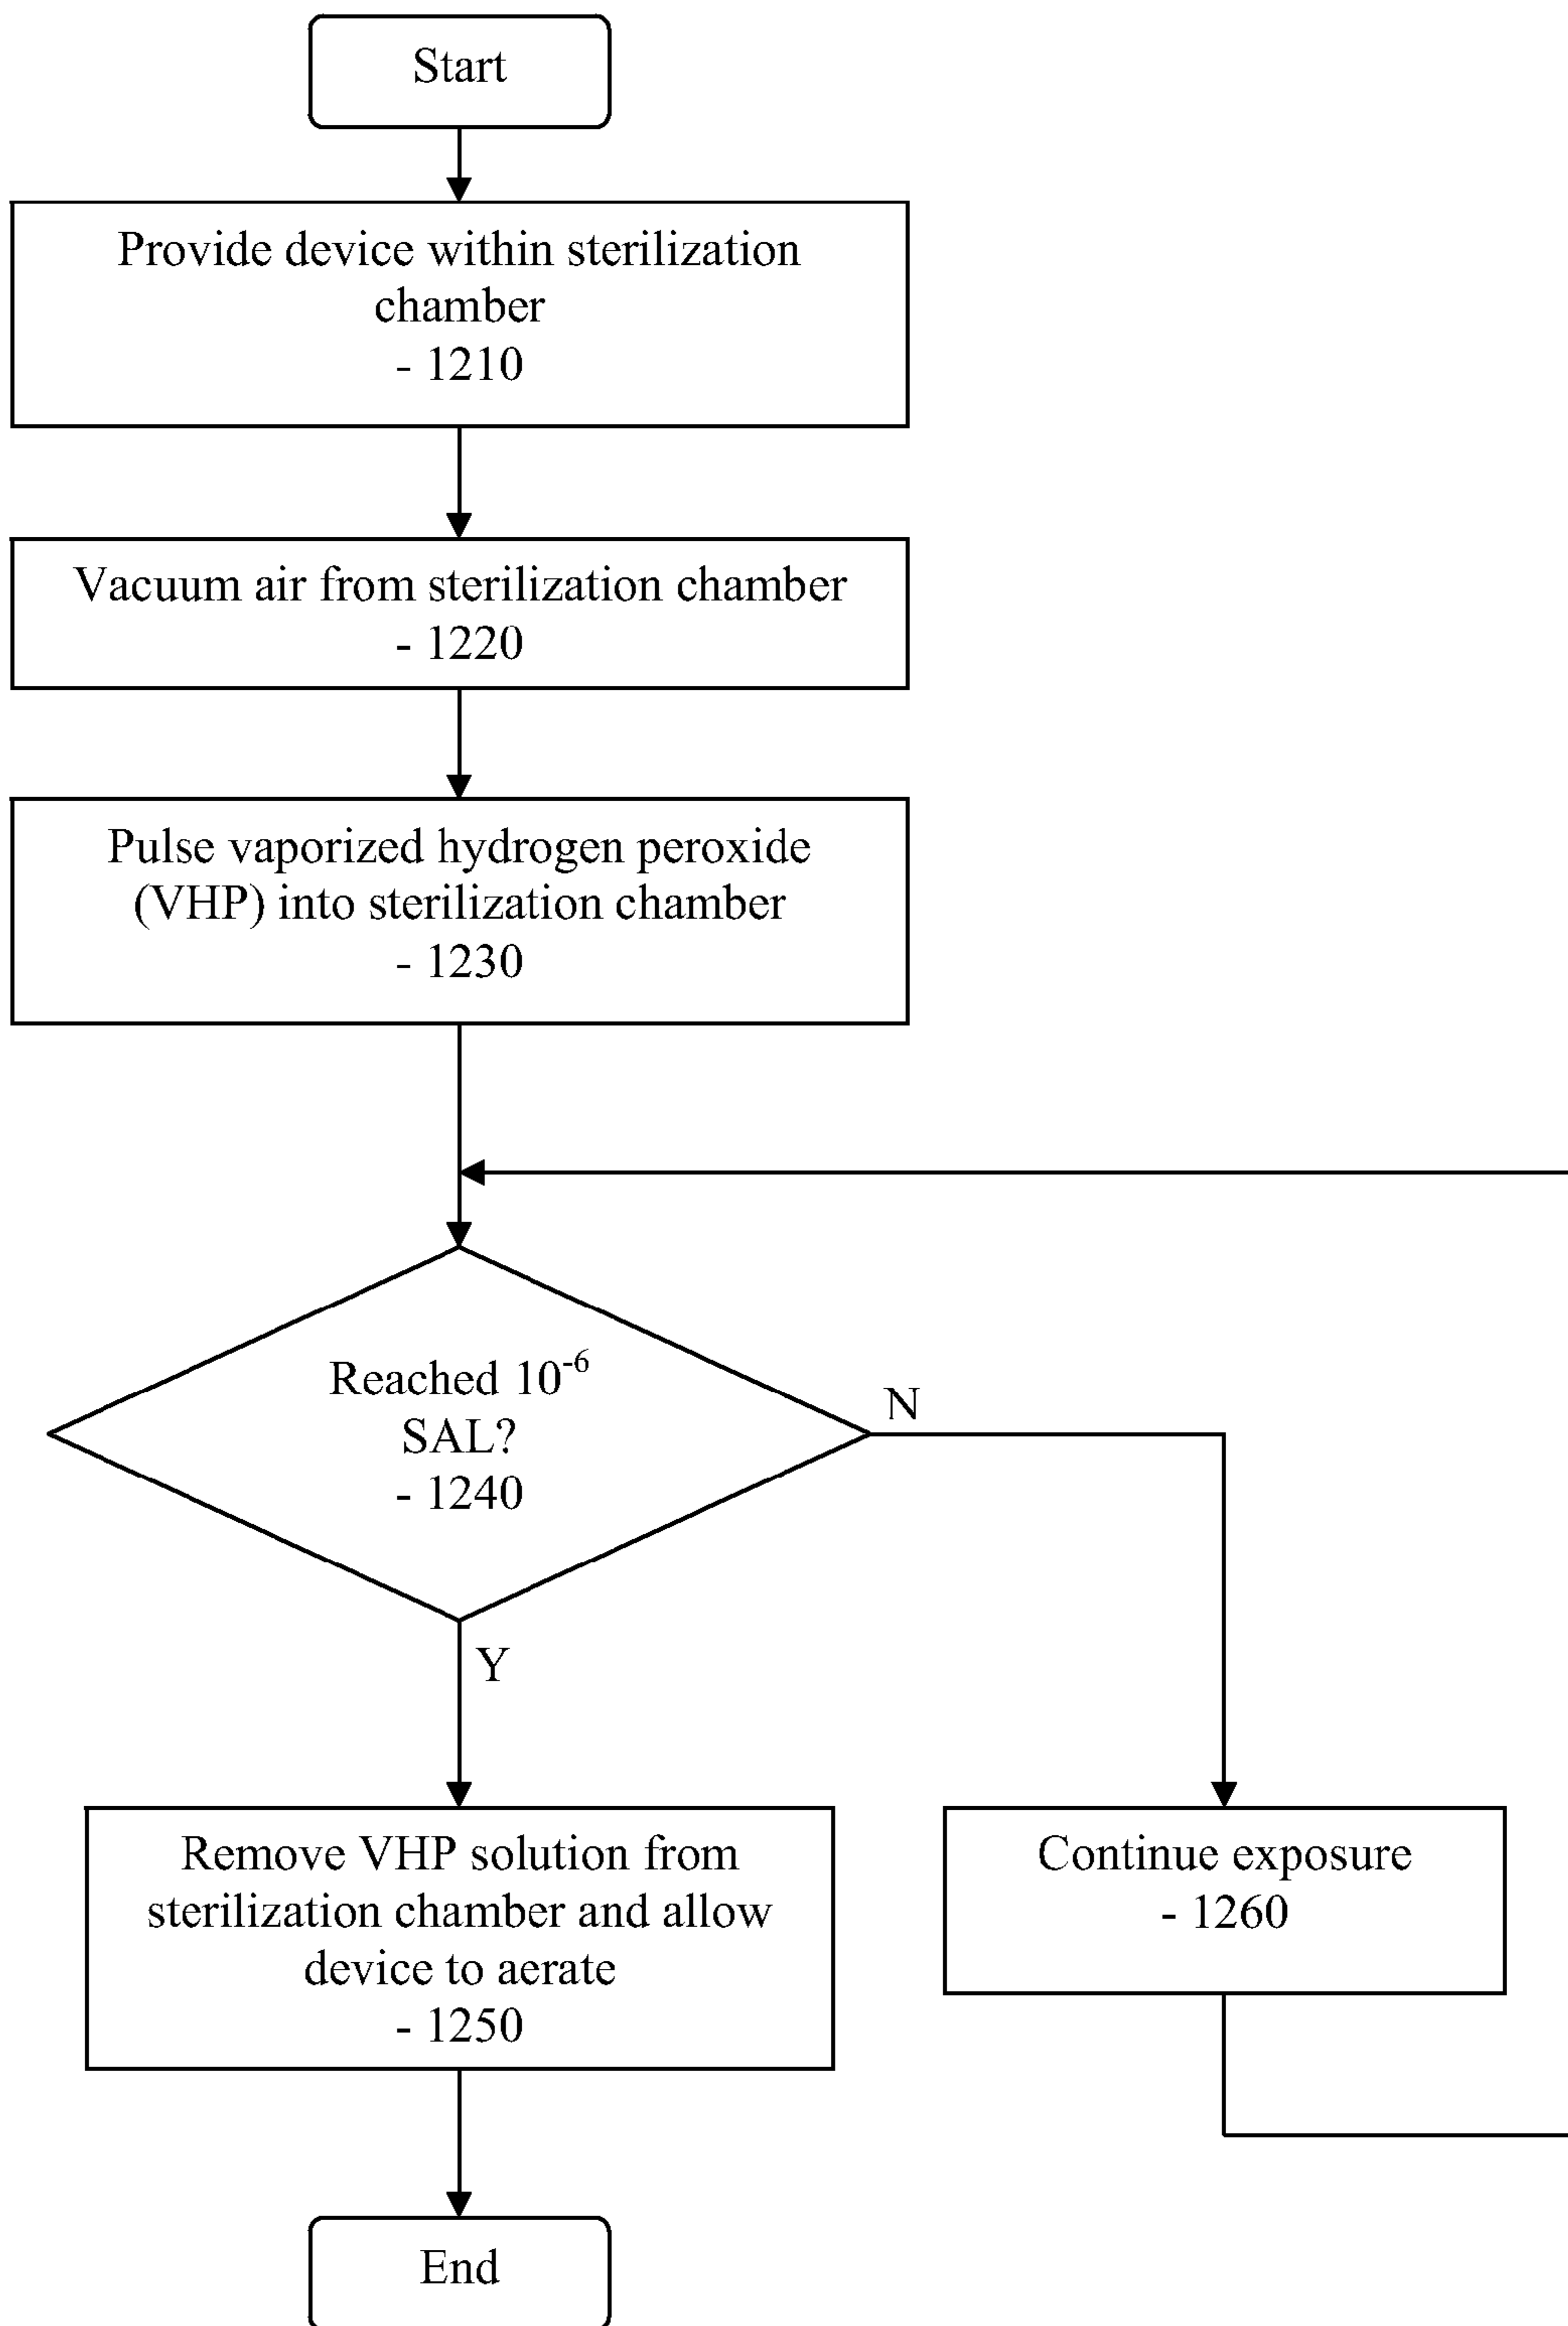 Start
Provide device within sterilization
chamber
- 1210
Vacuum air from sterilization chamber
- 1220
Pulse vaporized hydrogen peroxide
(VHP) into sterilization chamber
- 1230
Reached 10⁻⁶
SAL?
- 1240
N
Y
Remove VHP solution from
sterilization chamber and allow
device to aerate
- 1250
Continue exposure
- 1260
End